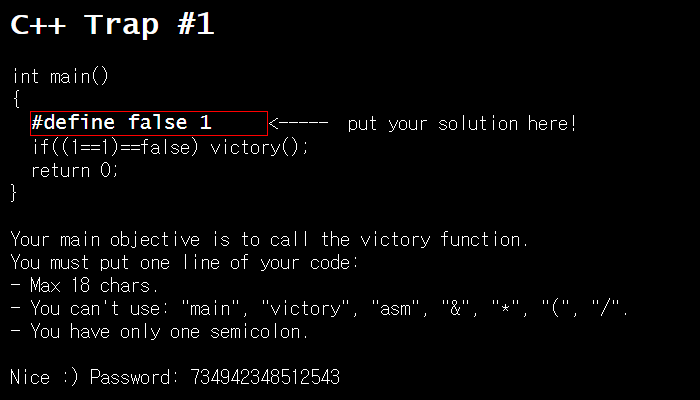 C++ Trap #1
int main()
{
#define false 1 <----- put your solution here!
if((1==1)==false) victory();
return 0;
}
Your main objective is to call the victory function.
You must put one line of your code:
- Max 18 chars.
- You can't use: "main", "victory", "asm", "&", "*", "(", "/".
- You have only one semicolon.
Nice :) Password: 734942348512543